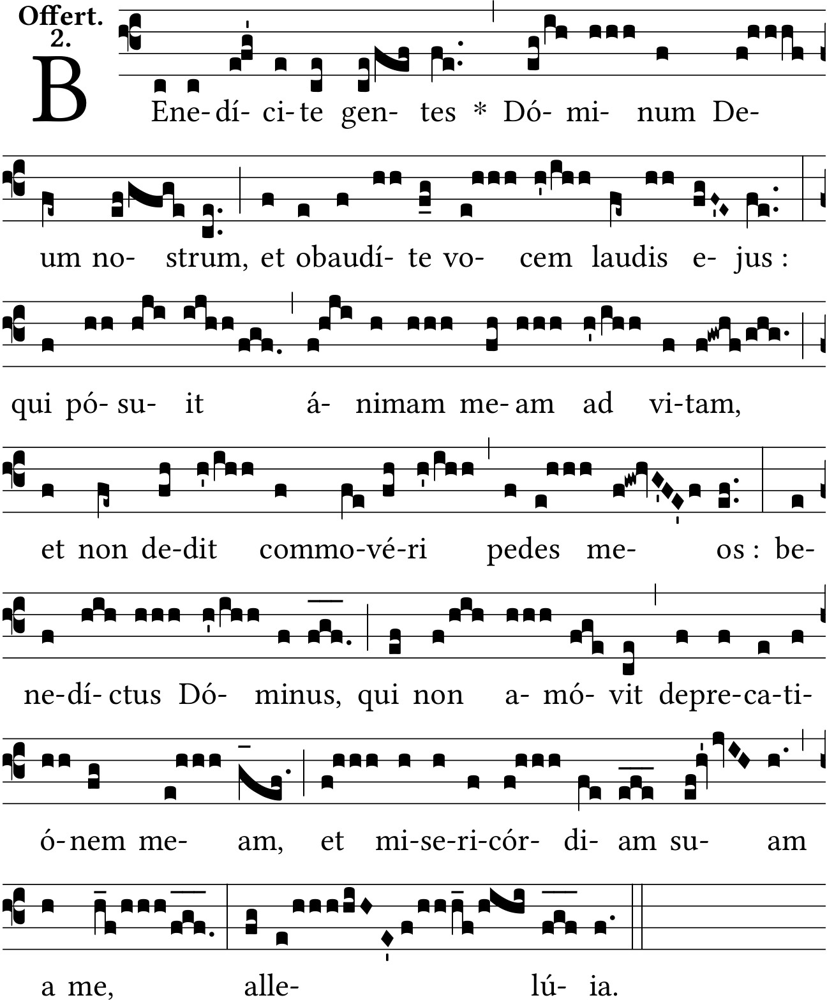 Offert.
2.
BEne-dí-ci-te gen-tes * Dó-mi-num De-
um no-strum, et obaudí-te vo-cem laudis e-jus :
qui pó-su-it á-nimam me-am ad vi-tam,
et non de-dit commo-vé-ri pedes me-os : be-
ne-dí-ctus Dó-minus, qui non a-mó-vit depre-ca-ti-
ó-nem me-am, et mi-se-ri-cór-di-am su-am
a me, alle-lú-ia.